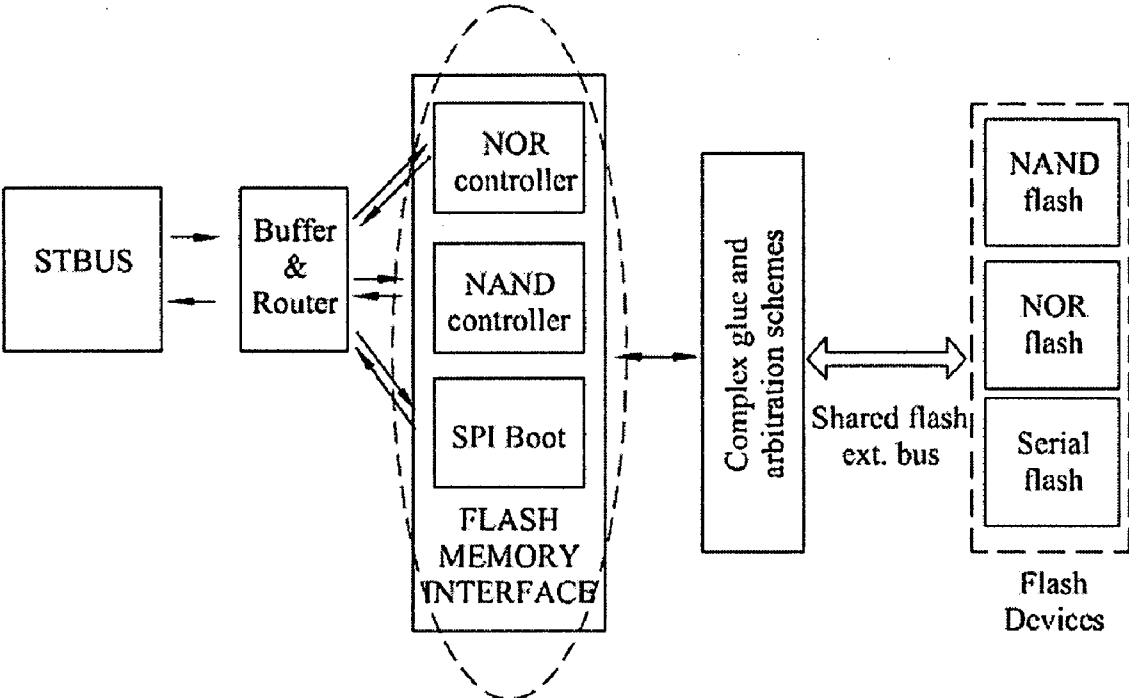 STBUS
Buffer
&
Router
NOR
controller
NAND
controller
SPI Boot
FLASH
MEMORY
INTERFACE
Complex glue and
arbitration schemes
Shared flash
ext. bus
NAND
flash
NOR
flash
Serial
flash
Flash
Devices